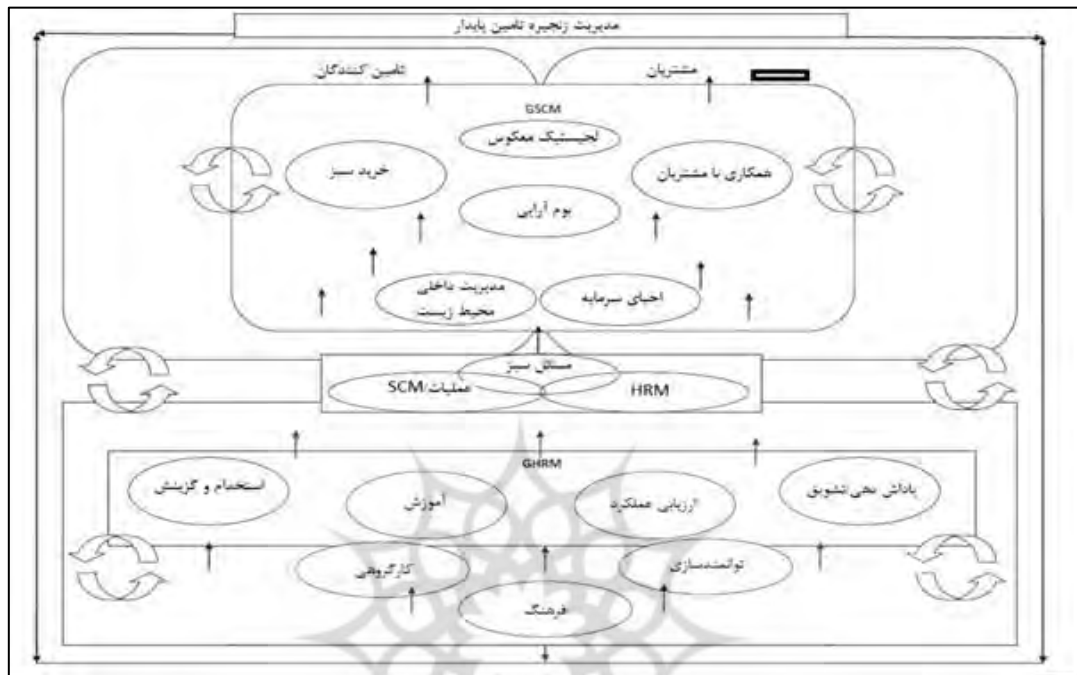 مدیریت زنجیره تامین پایدار
مشتریان
تامین کنندگان
GSCM
لجیستیک معکوس
همکاری با مشتریان
خرید سبز
بوم آرایی
احیای سرمایه
مدیریت داخلی
محیط زیست
مسائل سبز
HRM
عملیات/SCM
GHRM
پاداش دهی/تشویق
ارزیابی عملکرد
آموزش
استخدام و گزینش
توانمندسازی
کارگروهی
فرهنگ